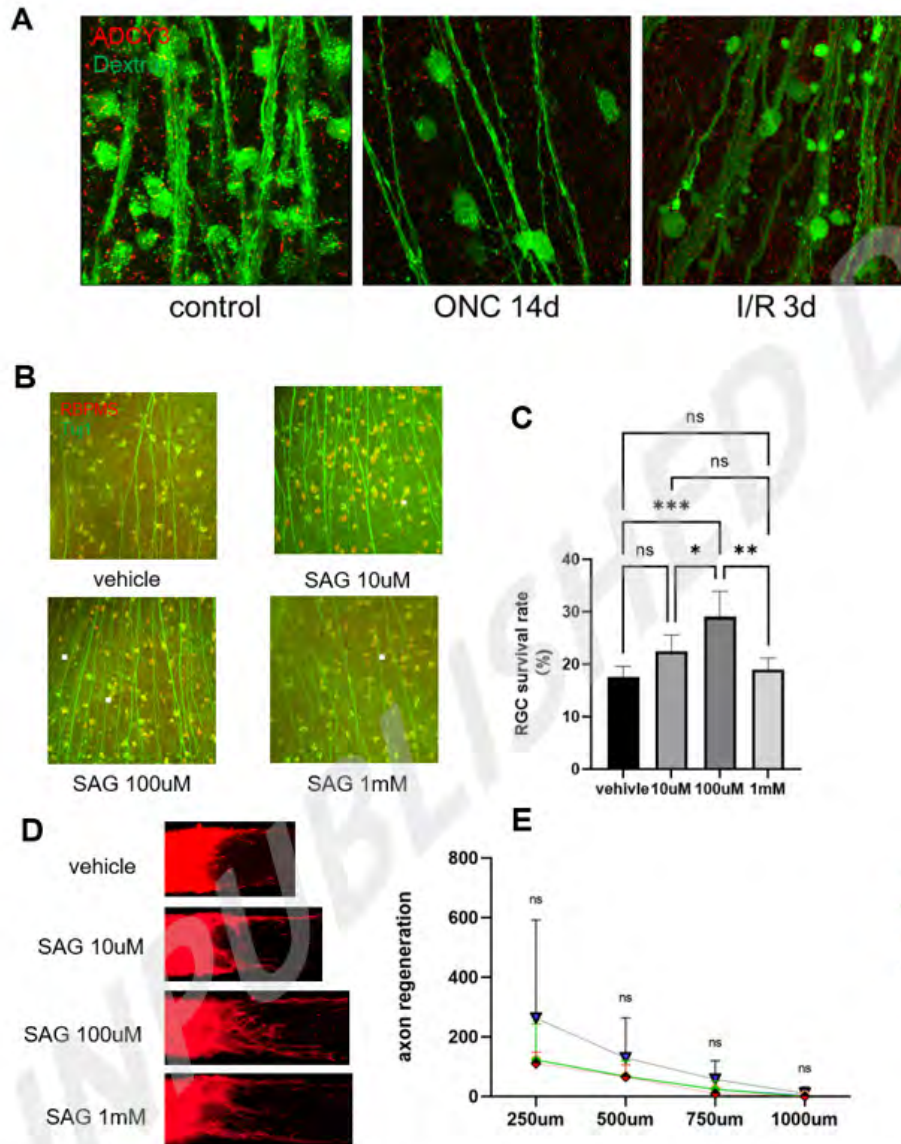 A
ADCY3
Dextran
control
ONC 14d
I/R 3d
B
RBPMS
Tuj1
vehicle
SAG 10uM
SAG 100uM
SAG 1mM
C
ns
ns
***
ns
*
**
RGC survival rate
(%)
40
30
20
10
0
vehivle
10uM
100uM
1mM
D
vehicle
SAG 10uM
SAG 100uM
SAG 1mM
E
axon regeneration
800
600
400
200
0
ns
ns
ns
ns
250um
500um
750um
1000um
UNPUBLISHED D